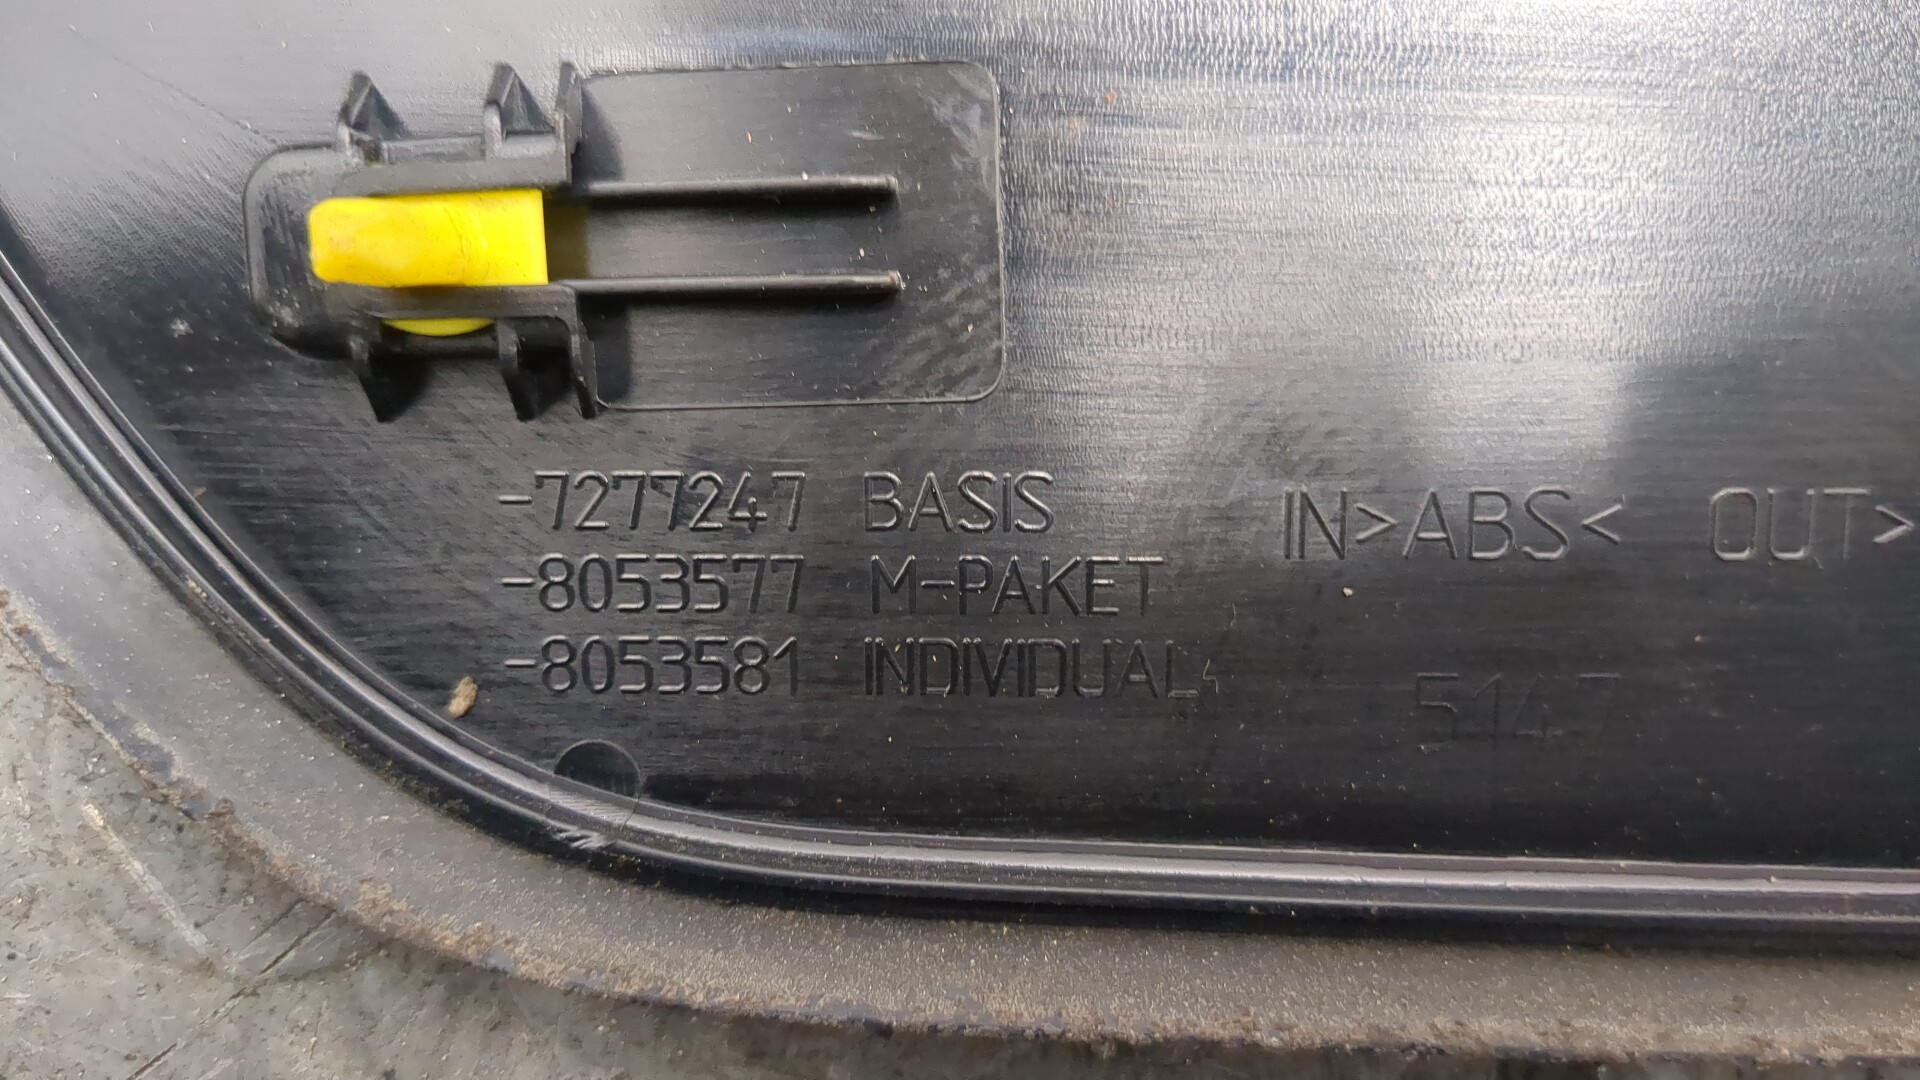 -7277247 BASIS
-8053577 M-PAKET
-8053581 INDIVIDUAL
IN>ABS< OUT>
5147